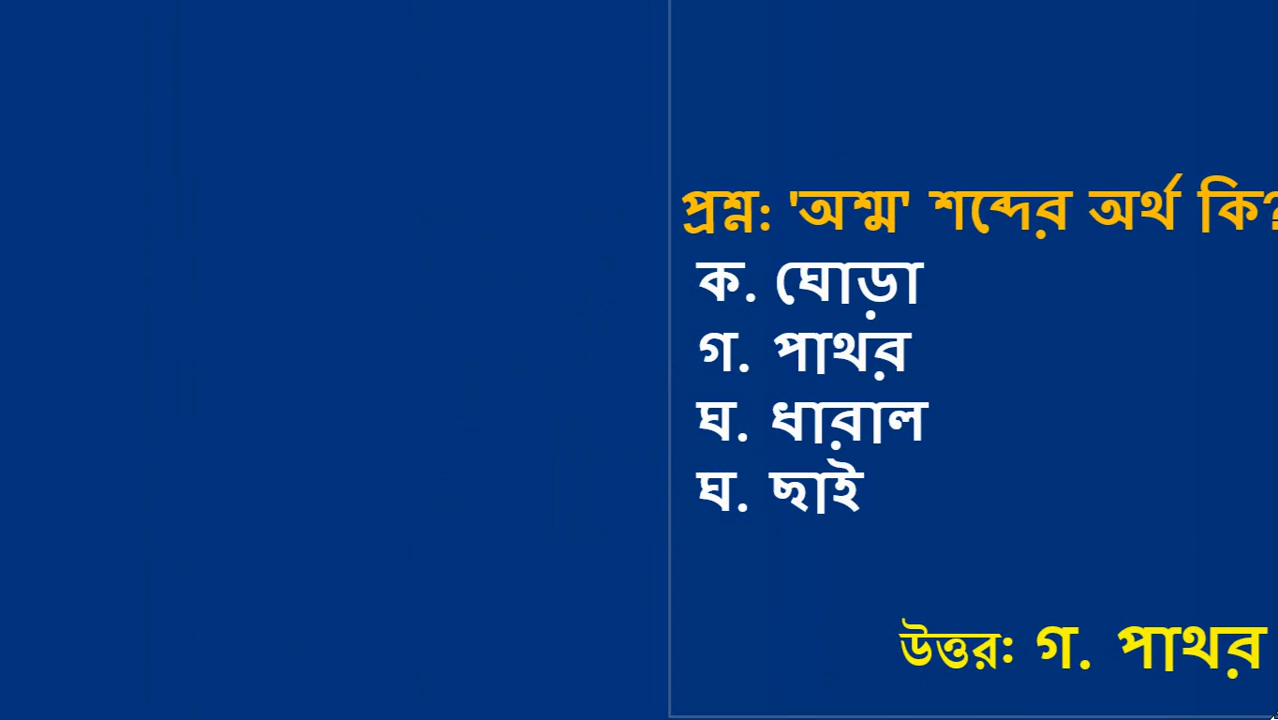 প্রশ্ন: 'অশ্ম' শব্দের অর্থ কি?
ক. ঘোড়া
গ. পাথর
ঘ. ধারাল
ঘ. ছাই
উত্তর: গ. পাথর